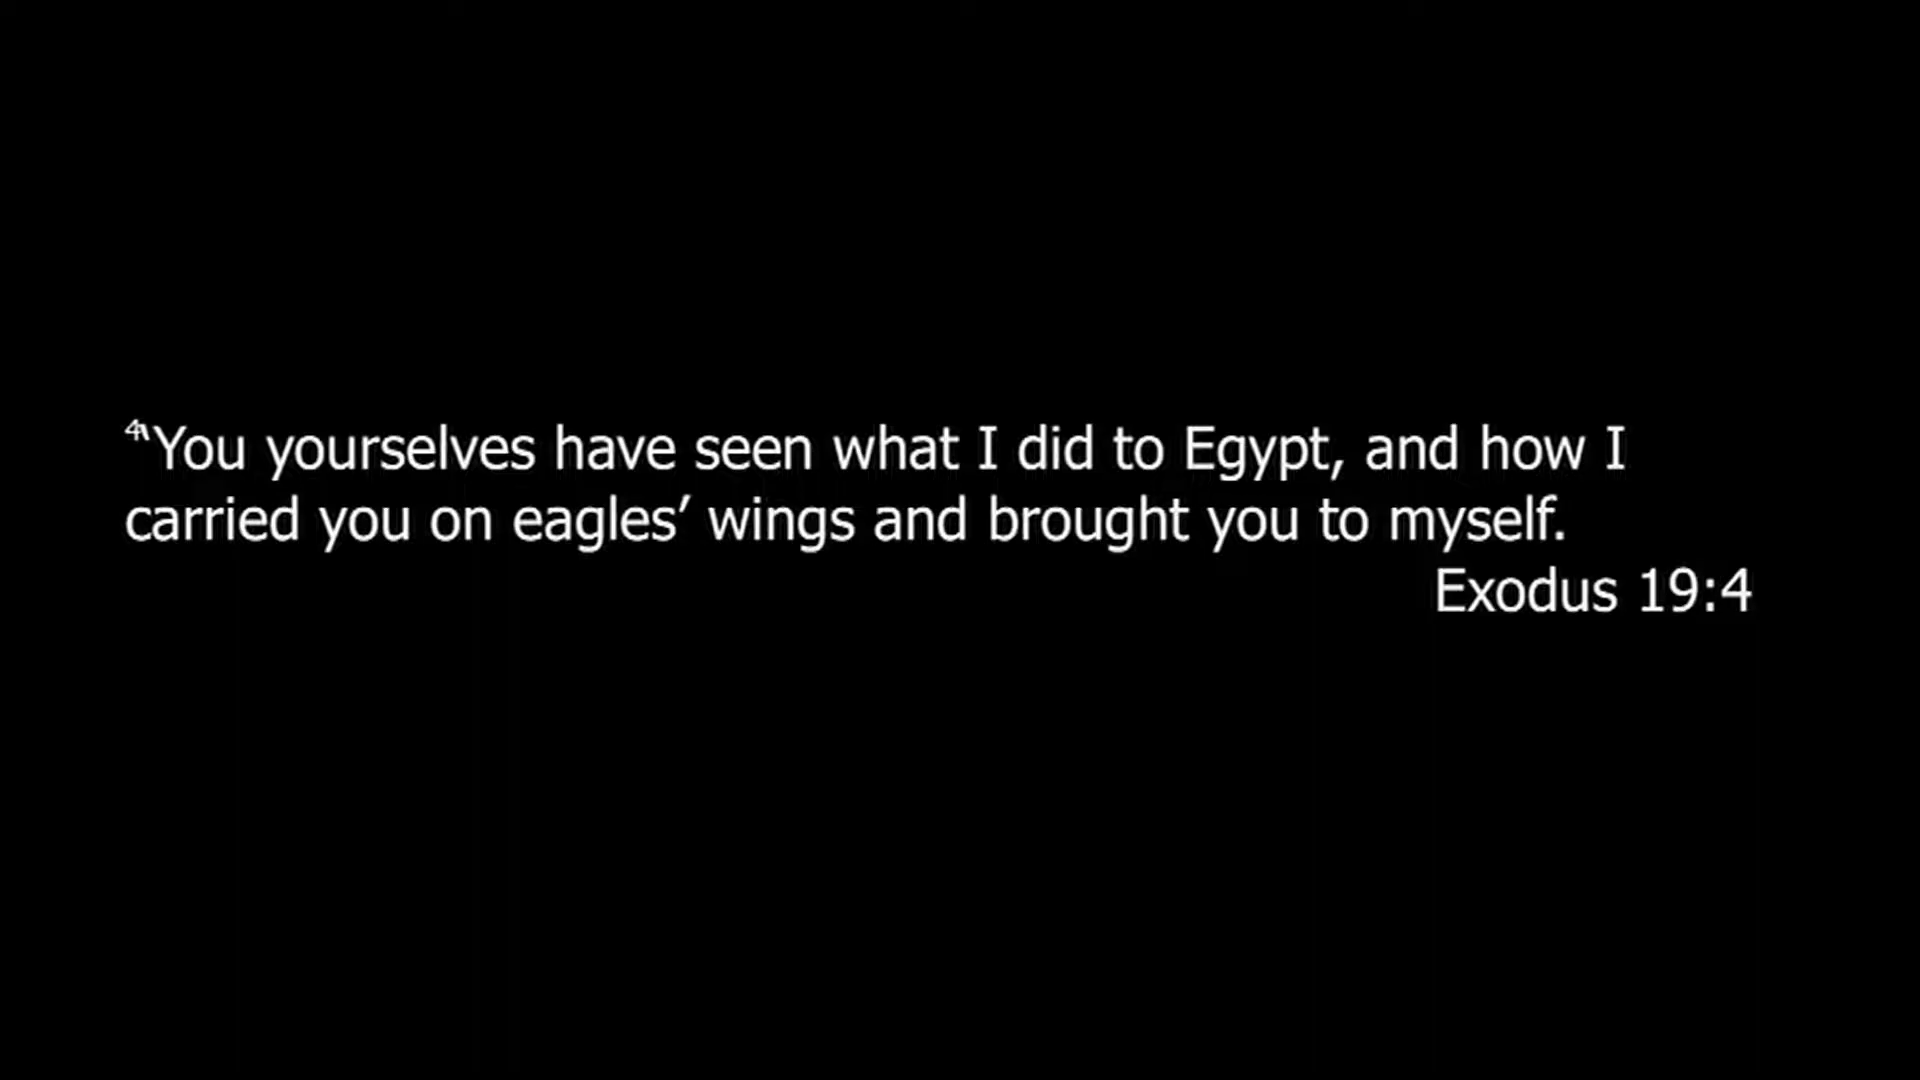 4‘You yourselves have seen what I did to Egypt, and how I
carried you on eagles’ wings and brought you to myself.
Exodus 19:4